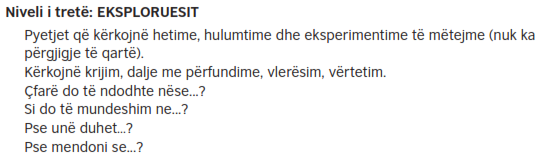 Niveli i tretë: EKSPLORUESIT
Pyetjet që kërkojnë hetime, hulumtime dhe eksperimentime të mëtejme (nuk ka
përgjigje të qartë).
Kërkojnë krijim, dalje me përfundime, vlerësim, vërtetim.
Çfarë do të ndodhte nëse...?
Si do të mundeshim ne...?
Pse unë duhet...?
Pse mendoni se...?